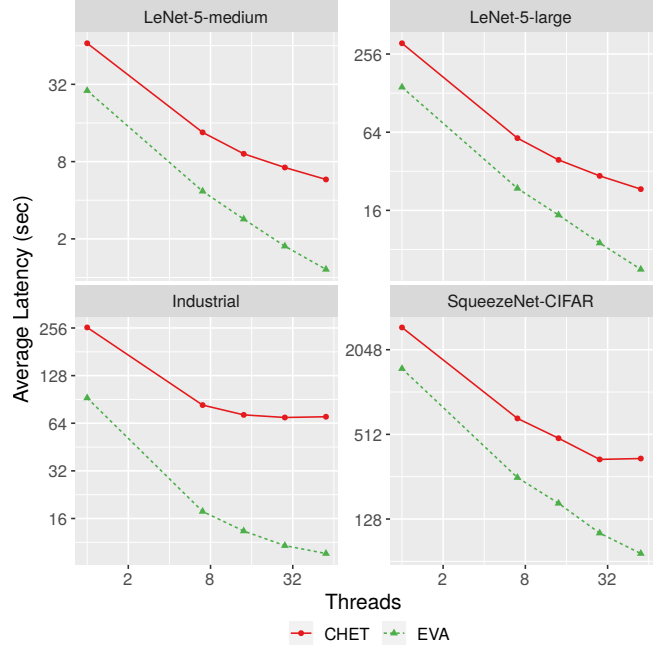 LeNet-5-medium
LeNet-5-large
32
8
2
256
64
16
Industrial
SqueezeNet-CIFAR
256
128
64
32
16
2048
512
128
2 8 32
2 8 32
Average Latency (sec)
Threads
CHET EVA